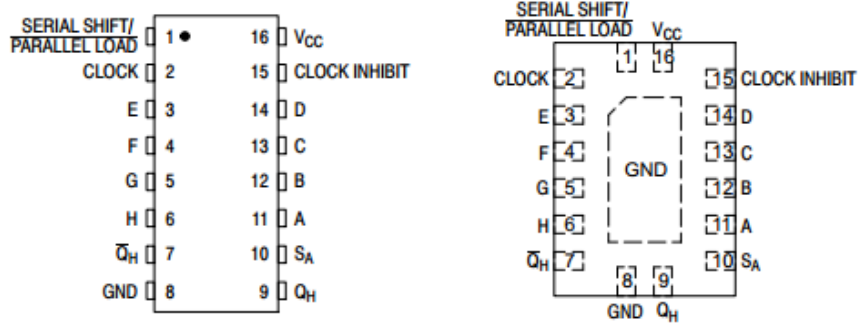 SERIAL SHIFT/
PARALLEL LOAD 1 16 VCC
CLOCK 2 15 CLOCK INHIBIT
E 3 14 D
F 4 13 C
G 5 12 B
H 6 11 A
Q̅H 7 10 SA
GND 8 9 QH
SERIAL SHIFT/
PARALLEL LOAD VCC
1 16
CLOCK 2 15 CLOCK INHIBIT
E 3 14 D
F 4 13 C
GND
G 5 12 B
H 6 11 A
Q̅H 7 10 SA
8 9
GND QH